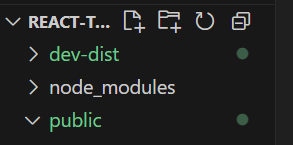 REACT-T...
dev-dist
node_modules
public